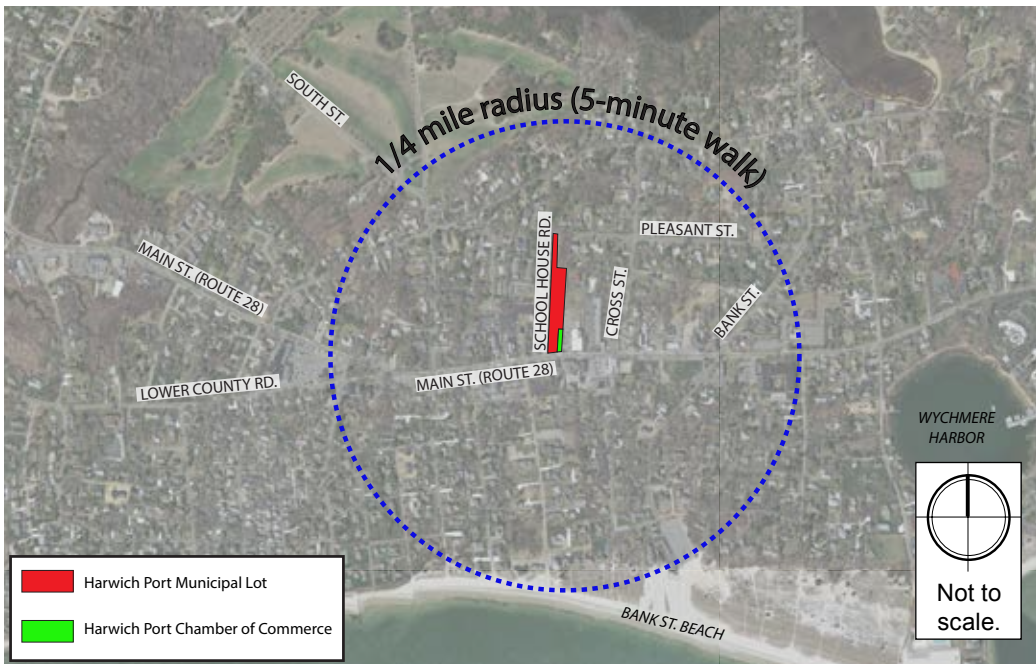 SOUTH ST.
1/4 mile radius (5-minute walk)
PLEASANT ST.
SCHOOL HOUSE RD.
MAIN ST. (ROUTE 28)
CROSS ST.
BANK ST.
LOWER COUNTY RD.
MAIN ST. (ROUTE 28)
WYCHMERE
HARBOR
Harwich Port Municipal Lot
Harwich Port Chamber of Commerce
BANK ST. BEACH
Not to
scale.